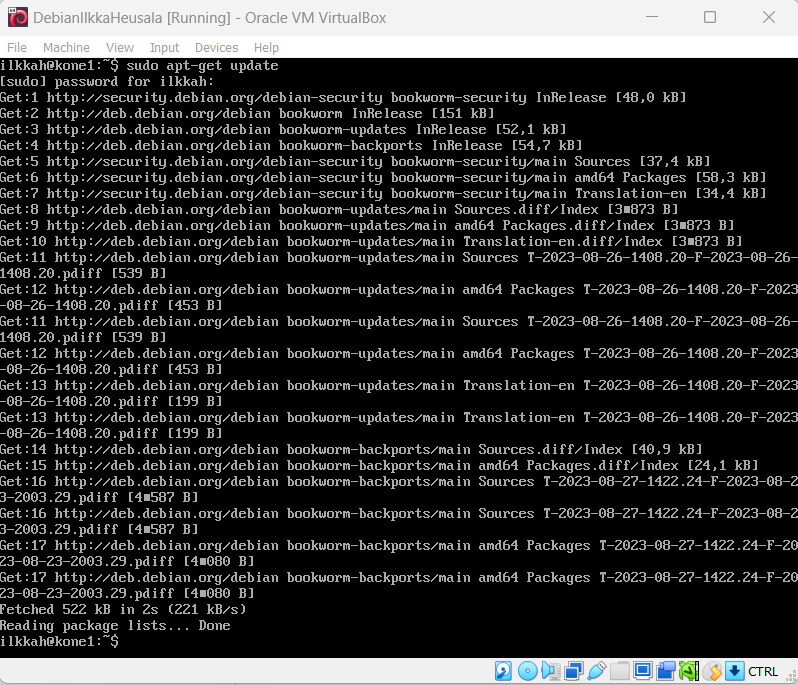 DebianIlkkaHeusala [Running] - Oracle VM VirtualBox
File Machine View Input Devices Help
ilkkah@kone1:~$ sudo apt-get update
[sudo] password for ilkkah:
Get:1 http://security.debian.org/debian-security bookworm-security InRelease [48,0 kB]
Get:2 http://deb.debian.org/debian bookworm InRelease [151 kB]
Get:3 http://deb.debian.org/debian bookworm-updates InRelease [52,1 kB]
Get:4 http://deb.debian.org/debian bookworm-backports InRelease [54,7 kB]
Get:5 http://security.debian.org/debian-security bookworm-security/main Sources [37,4 kB]
Get:6 http://security.debian.org/debian-security bookworm-security/main amd64 Packages [58,3 kB]
Get:7 http://security.debian.org/debian-security bookworm-security/main Translation-en [34,4 kB]
Get:8 http://deb.debian.org/debian bookworm-updates/main Sources.diff/Index [3■873 B]
Get:9 http://deb.debian.org/debian bookworm-updates/main amd64 Packages.diff/Index [3■873 B]
Get:10 http://deb.debian.org/debian bookworm-updates/main Translation-en.diff/Index [3■873 B]
Get:11 http://deb.debian.org/debian bookworm-updates/main Sources T-2023-08-26-1408.20-F-2023-08-26-
1408.20.pdiff [539 B]
Get:12 http://deb.debian.org/debian bookworm-updates/main amd64 Packages T-2023-08-26-1408.20-F-2023
-08-26-1408.20.pdiff [453 B]
Get:11 http://deb.debian.org/debian bookworm-updates/main Sources T-2023-08-26-1408.20-F-2023-08-26-
1408.20.pdiff [539 B]
Get:12 http://deb.debian.org/debian bookworm-updates/main amd64 Packages T-2023-08-26-1408.20-F-2023
-08-26-1408.20.pdiff [453 B]
Get:13 http://deb.debian.org/debian bookworm-updates/main Translation-en T-2023-08-26-1408.20-F-2023
-08-26-1408.20.pdiff [199 B]
Get:13 http://deb.debian.org/debian bookworm-updates/main Translation-en T-2023-08-26-1408.20-F-2023
-08-26-1408.20.pdiff [199 B]
Get:14 http://deb.debian.org/debian bookworm-backports/main Sources.diff/Index [40,9 kB]
Get:15 http://deb.debian.org/debian bookworm-backports/main amd64 Packages.diff/Index [24,1 kB]
Get:16 http://deb.debian.org/debian bookworm-backports/main Sources T-2023-08-27-1422.24-F-2023-08-2
3-2003.29.pdiff [4■587 B]
Get:16 http://deb.debian.org/debian bookworm-backports/main Sources T-2023-08-27-1422.24-F-2023-08-2
3-2003.29.pdiff [4■587 B]
Get:17 http://deb.debian.org/debian bookworm-backports/main amd64 Packages T-2023-08-27-1422.24-F-20
23-08-23-2003.29.pdiff [4■080 B]
Get:17 http://deb.debian.org/debian bookworm-backports/main amd64 Packages T-2023-08-27-1422.24-F-20
23-08-23-2003.29.pdiff [4■080 B]
Fetched 522 kB in 2s (221 kB/s)
Reading package lists... Done
ilkkah@kone1:~$
CTRL